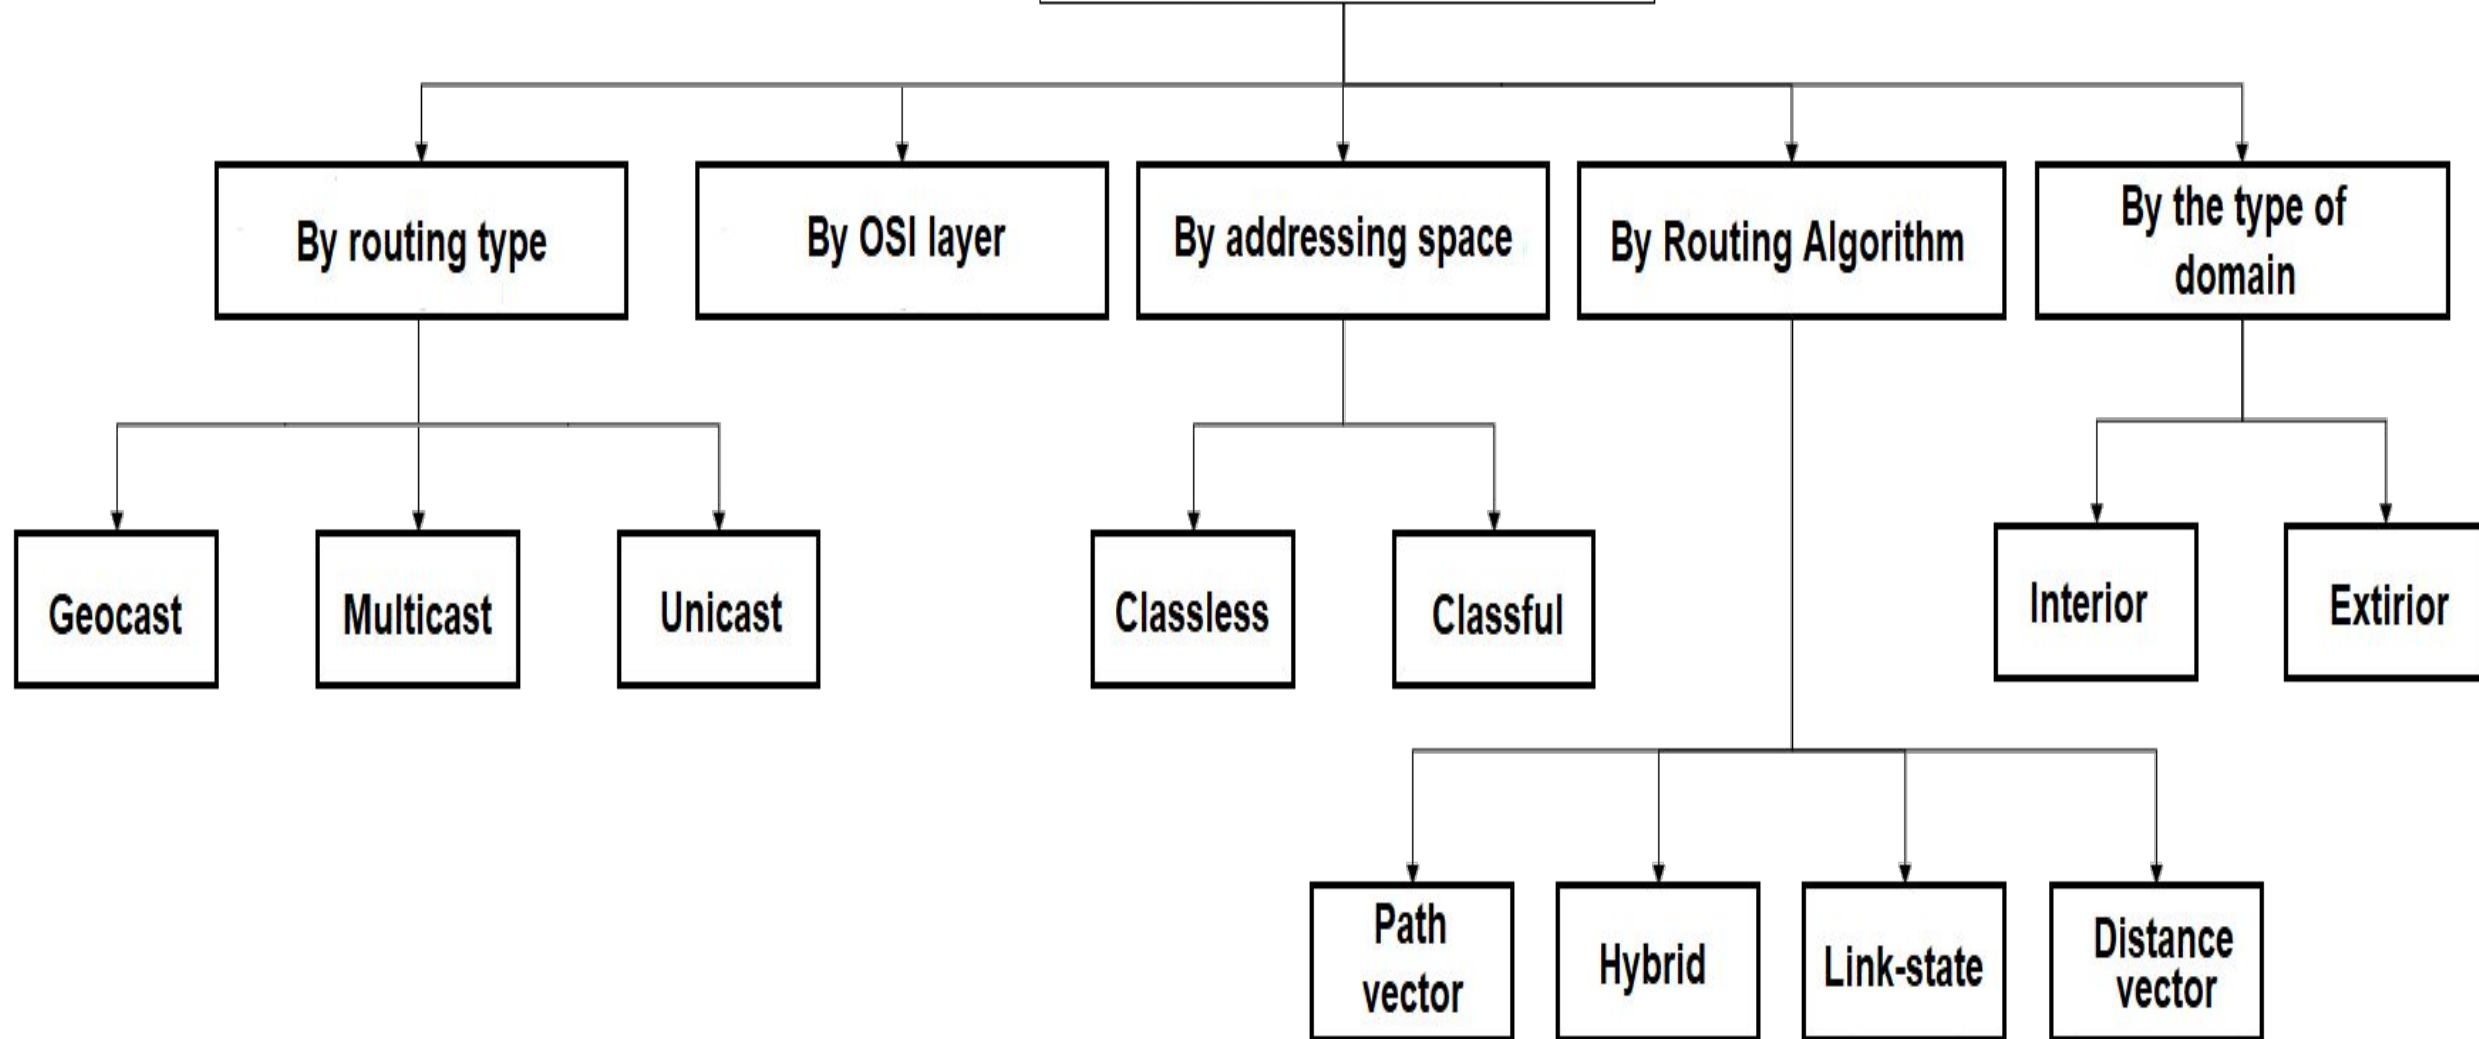 By routing type
By OSI layer
By addressing space
By Routing Algorithm
By the type of
domain
Geocast
Multicast
Unicast
Classless
Classful
Interior
Extirior
Path
vector
Hybrid
Link-state
Distance
vector